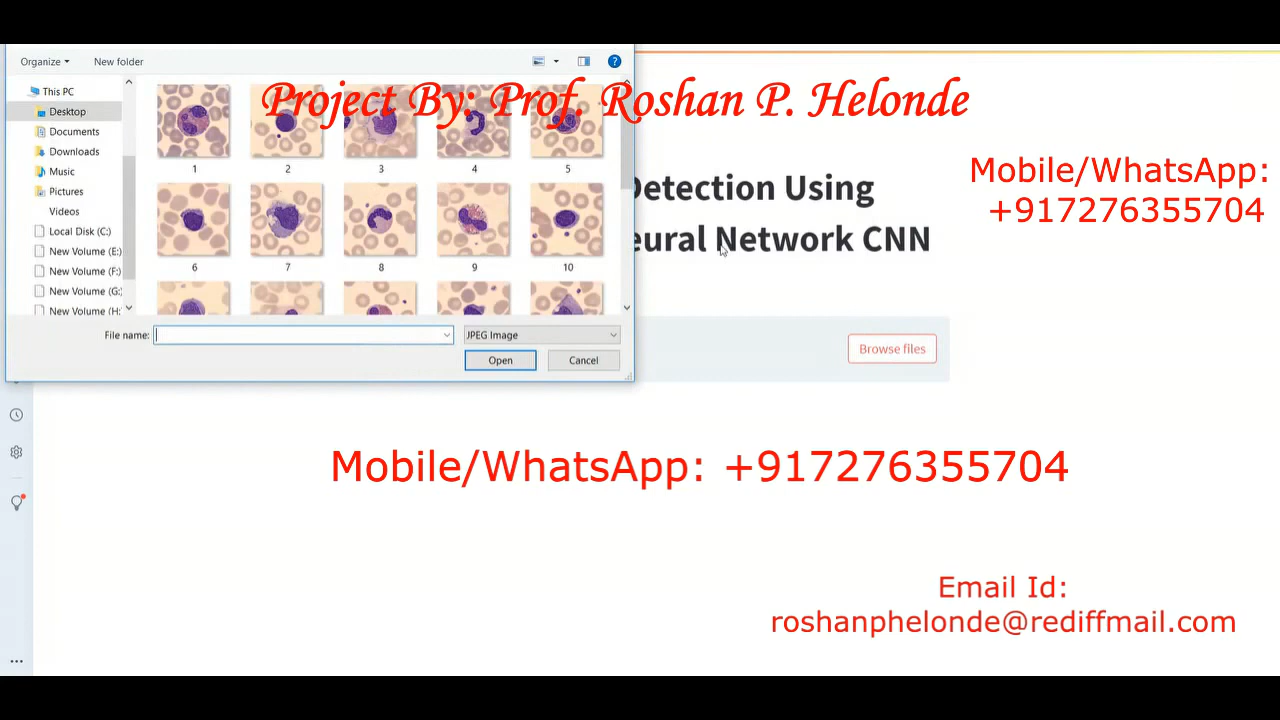 Organize
New folder
Project By: Prof. Roshan P. Helonde
This PC
Desktop
Documents
Downloads
Music
Pictures
Videos
Local Disk (C:)
New Volume (E:)
New Volume (F:)
New Volume (G:)
New Volume (H:
1 2 3 4 5
6 7 8 9 10
File name:
JPEG Image
Open Cancel
Detection Using
Neural Network CNN
Mobile/WhatsApp:
+917276355704
Browse files
Mobile/WhatsApp: +917276355704
Email Id:
roshanphelonde@rediffmail.com